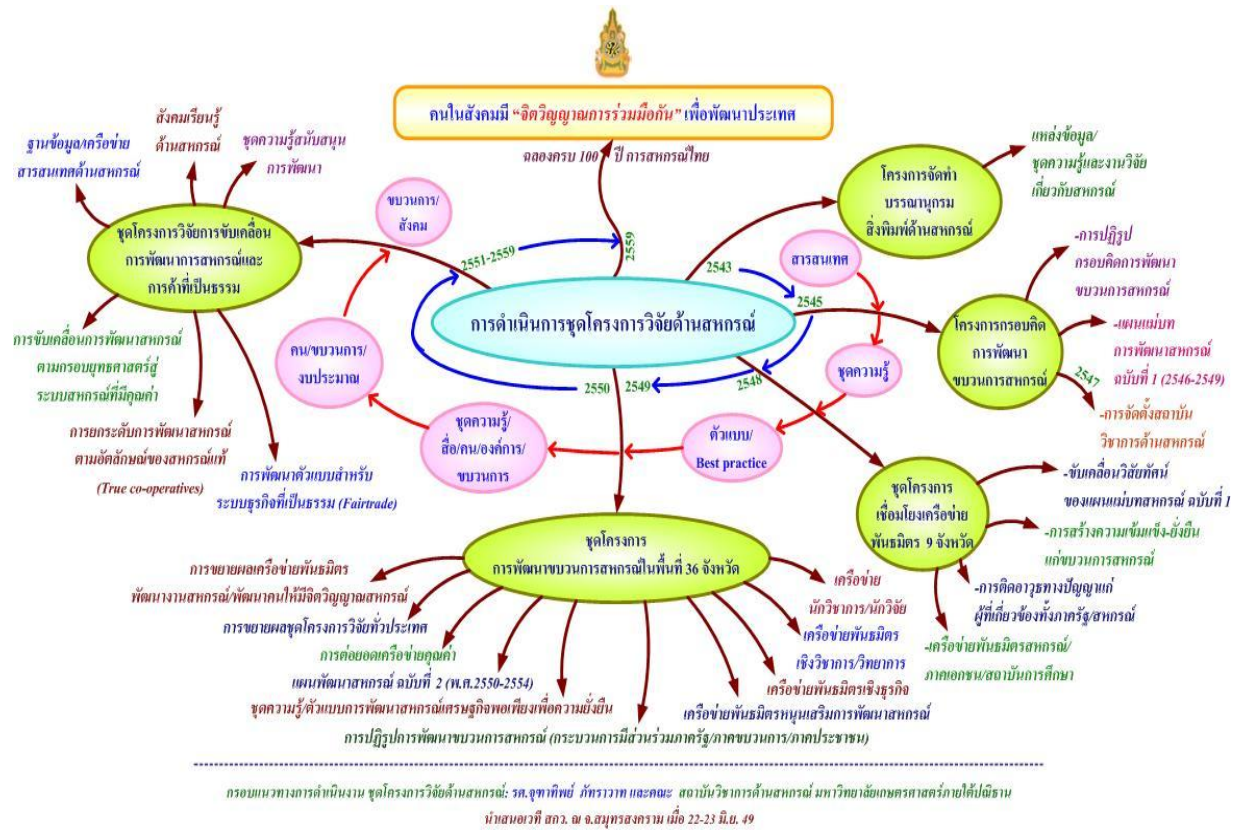 คนในสังคมมี “จิตวิญญาณการร่วมมือกัน” เพื่อพัฒนาประเทศ
ฉลองครบ 100 ปี การสหกรณ์ไทย
2559
ฐานข้อมูล/เครือข่าย
สารสนเทศด้านสหกรณ์
สังคมเรียนรู้
ด้านสหกรณ์
ชุดความรู้สนับสนุน
การพัฒนา
ชุดโครงการวิจัยการขับเคลื่อน
การพัฒนาการสหกรณ์และ
การค้าที่เป็นธรรม
การขับเคลื่อนการพัฒนาสหกรณ์
ตามกรอบยุทธศาสตร์สู่
ระบบสหกรณ์ที่มีคุณค่า
การยกระดับการพัฒนาสหกรณ์
ตามอัตลักษณ์ของสหกรณ์แท้
(True co-operatives)
การพัฒนาตัวแบบสำหรับ
ระบบธุรกิจที่เป็นธรรม (Fairtrade)
ขบวนการ/
สังคม
2551-2559
คน/ขบวนการ/
งบประมาณ
ชุดความรู้/
สื่อ/คน/องค์การ/
ขบวนการ
ตัวแบบ/
Best practice
ชุดความรู้
สารสนเทศ
การดำเนินการชุดโครงการวิจัยด้านสหกรณ์
2543
2545
2548
2549
2550
โครงการจัดทำ
บรรณานุกรม
สิ่งพิมพ์ด้านสหกรณ์
แหล่งข้อมูล/
ชุดความรู้และงานวิจัย
เกี่ยวกับสหกรณ์
โครงการกรอบคิด
การพัฒนา
ขบวนการสหกรณ์
-การปฏิรูป
กรอบคิดการพัฒนา
ขบวนการสหกรณ์
-แผนแม่บท
การพัฒนาสหกรณ์
ฉบับที่ 1 (2546-2549)
2547
-การจัดตั้งสถาบัน
วิชาการด้านสหกรณ์
ชุดโครงการ
เชื่อมโยงเครือข่าย
พันธมิตร 9 จังหวัด
-ขับเคลื่อนวิสัยทัศน์
ของแผนแม่บทสหกรณ์ ฉบับที่ 1
-การสร้างความเข้มแข็ง-ยั่งยืน
แก่ขบวนการสหกรณ์
-การติดอาวุธทางปัญญาแก่
ผู้ที่เกี่ยวข้องทั้งภาครัฐ/สหกรณ์
-เครือข่ายพันธมิตรสหกรณ์/
ภาคเอกชน/สถาบันการศึกษา
ชุดโครงการ
การพัฒนาขบวนการสหกรณ์ในพื้นที่ 36 จังหวัด
การขยายผลเครือข่ายพันธมิตร
พัฒนางานสหกรณ์/พัฒนาคนให้มีจิตวิญญาณสหกรณ์
การขยายผลชุดโครงการวิจัยทั่วประเทศ
การต่อยอดเครือข่ายคุณค่า
แผนพัฒนาสหกรณ์ ฉบับที่ 2 (พ.ศ.2550-2554)
ชุดความรู้/ตัวแบบการพัฒนาสหกรณ์เศรษฐกิจพอเพียงเพื่อความยั่งยืน
การปฏิรูปการพัฒนาขบวนการสหกรณ์ (กระบวนการมีส่วนร่วมภาครัฐ/ภาคขบวนการ/ภาคประชาชน)
เครือข่าย
นักวิชาการ/นักวิจัย
เครือข่ายพันธมิตร
เชิงวิชาการ/วิทยาการ
เครือข่ายพันธมิตรเชิงธุรกิจ
เครือข่ายพันธมิตรหนุนเสริมการพัฒนาสหกรณ์
กรอบแนวทางการดำเนินงาน ชุดโครงการวิจัยด้านสหกรณ์: รศ.จุฑาทิพย์ ภัทราวาท และคณะ สถาบันวิชาการด้านสหกรณ์ มหาวิทยาลัยเกษตรศาสตร์ภายใต้ปณิธาน
นำเสนอเวที สกว. ณ จ.สมุทรสงคราม เมื่อ 22-23 มิ.ย. 49